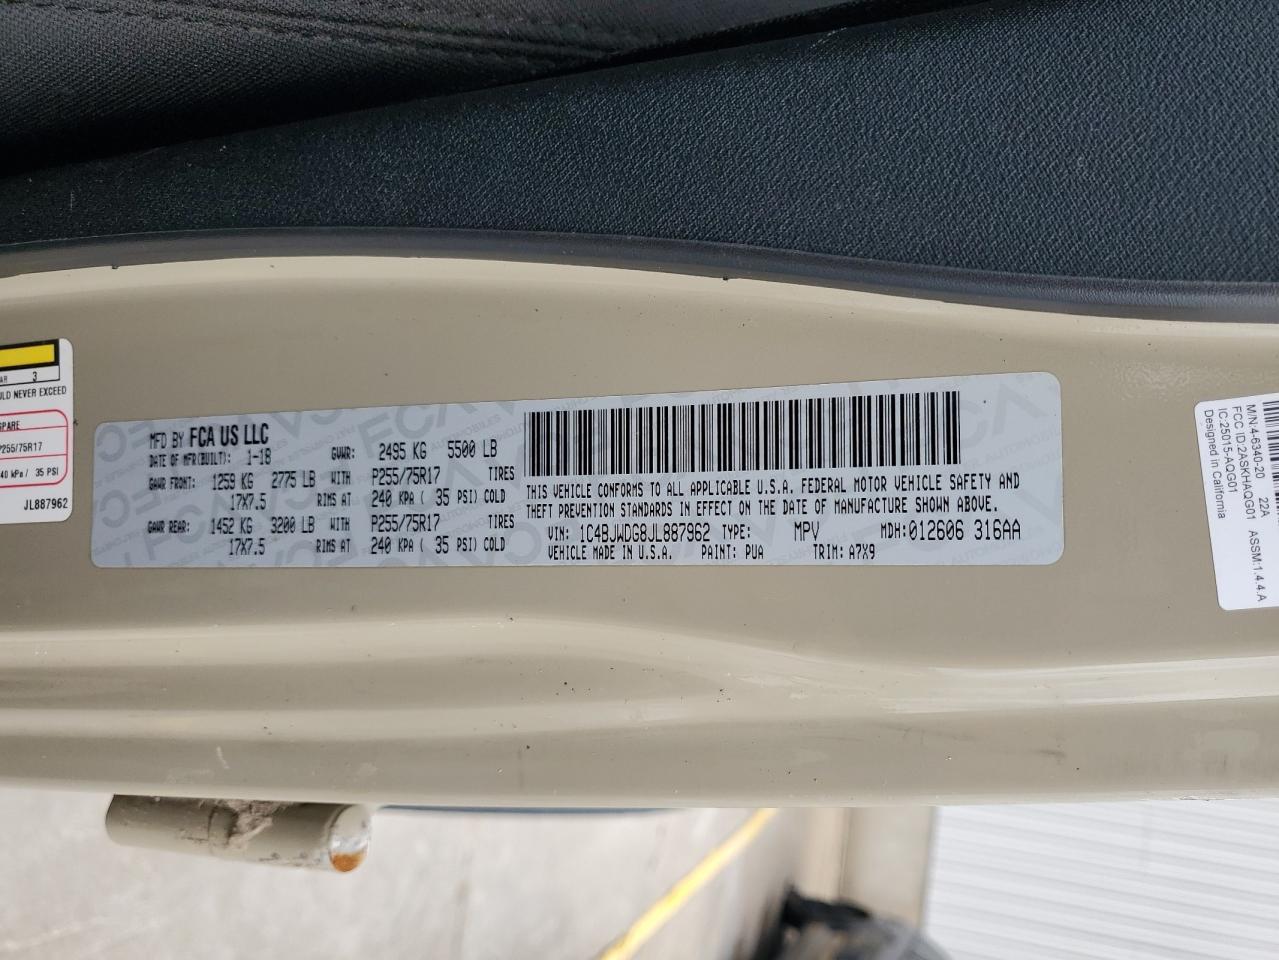 AR 3
ULD NEVER EXCEED
SPARE
P255/75R17
40 kPa / 35 PSI
JL887962
MFD BY FCA US LLC
DATE OF MFR(BUILT): 1-18 GVWR: 2495 KG 5500 LB
GAWR FRONT: 1259 KG 2775 LB WITH P255/75R17 TIRES
17X7.5 RIMS AT 240 KPA ( 35 PSI) COLD
GAWR REAR: 1452 KG 3200 LB WITH P255/75R17 TIRES
17X7.5 RIMS AT 240 KPA ( 35 PSI) COLD
THIS VEHICLE CONFORMS TO ALL APPLICABLE U.S.A. FEDERAL MOTOR VEHICLE SAFETY AND
THEFT PREVENTION STANDARDS IN EFFECT ON THE DATE OF MANUFACTURE SHOWN ABOVE.
VIN: 1C4BJWDG8JL887962 TYPE: MPV MDH: 012606 316AA
VEHICLE MADE IN U.S.A. PAINT: PUA TRIM: A7X9
M/N:4-6340-20 22A
FCC ID:2ASKHAQG01 ASSM:1.4.4.A
IC:25015-AQG01
Designed in California